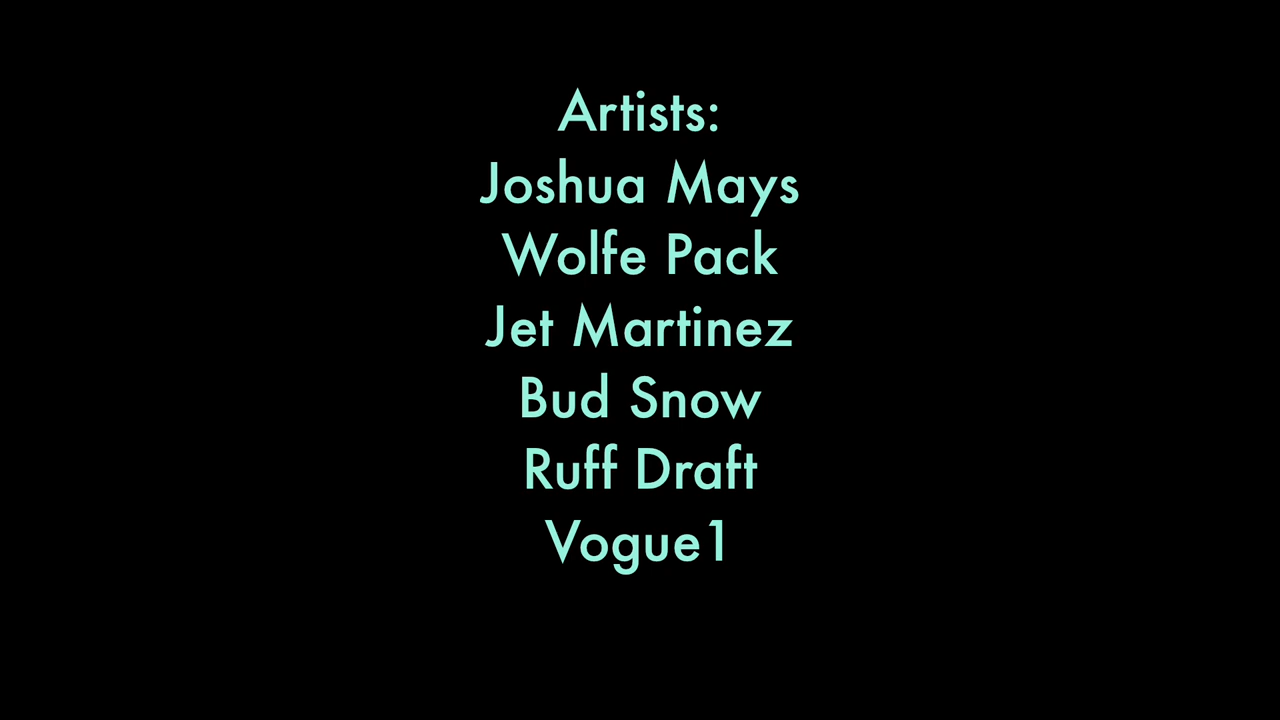 Artists:
Joshua Mays
Wolfe Pack
Jet Martinez
Bud Snow
Ruff Draft
Vogue1